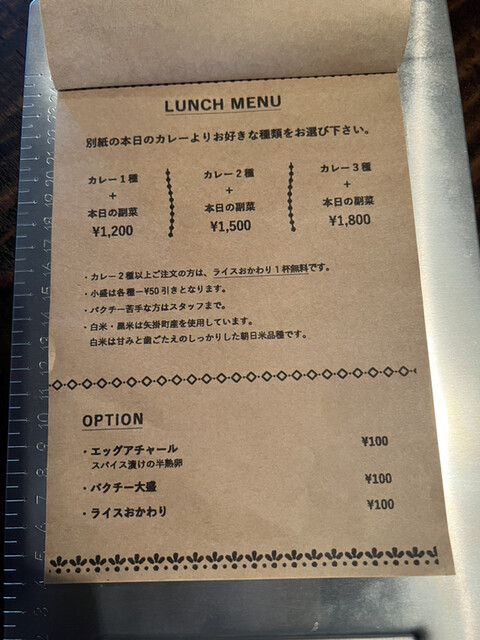 LUNCH MENU
別紙の本日のカレーよりお好きな種類をお選び下さい。
カレー1種
+
本日の副菜
¥1,200
カレー2種
+
本日の副菜
¥1,500
カレー3種
+
本日の副菜
¥1,800
・カレー2種以上ご注文の方は、ライスおかわり1杯無料です。
・小盛は各種ー¥50引きとなります。
・パクチー苦手な方はスタッフまで。
・白米・黒米は矢掛町産を使用しています。
白米は甘みと歯ごたえのしっかりした朝日米品種です。
OPTION
・エッグアチャール ¥100
スパイス漬けの半熟卵
・パクチー大盛 ¥100
・ライスおかわり ¥100